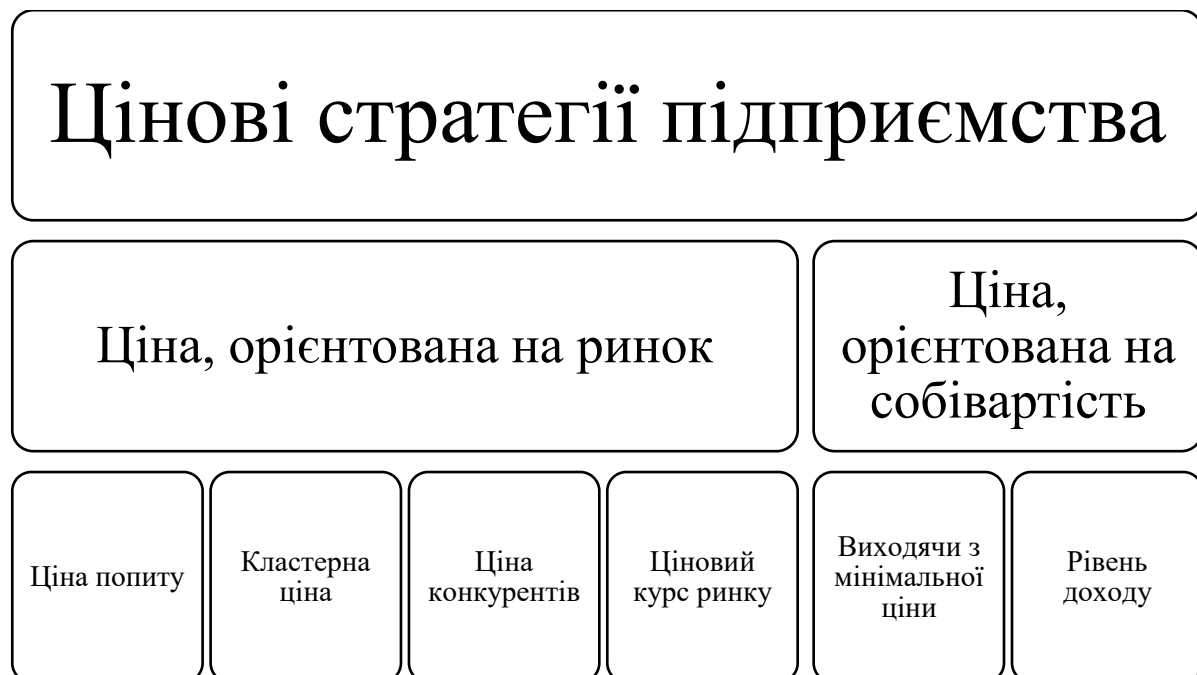 Цінові стратегії підприємства
Ціна, орієнтована на ринок
Ціна,
орієнтована на
собівартість
Ціна попиту
Кластерна
ціна
Ціна
конкурентів
Ціновий
курс ринку
Виходячи з
мінімальної
ціни
Рівень
доходу